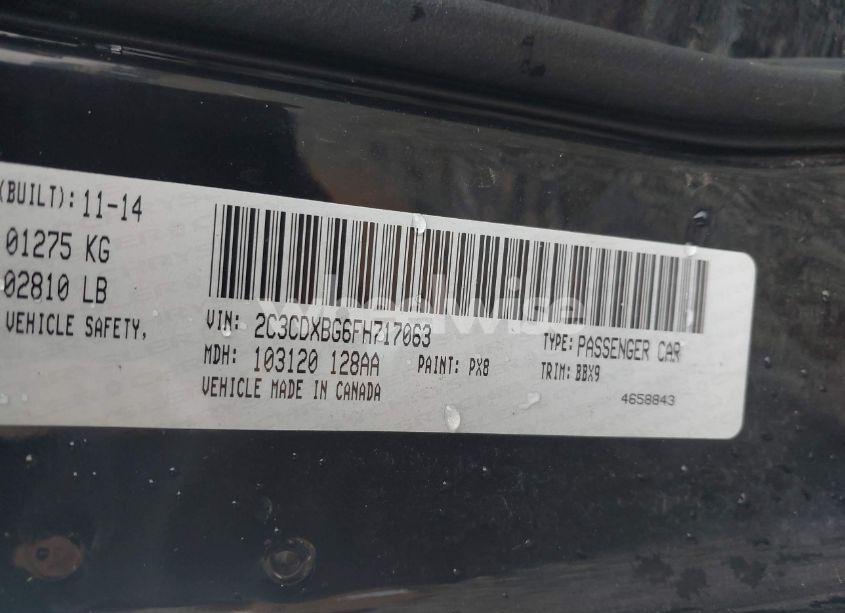 (BUILT): 11-14
01275 KG
02810 LB
VEHICLE SAFETY,
VIN: 2C3CDXBG6FH717063
MDH: 103120 128AA PAINT: PX8
VEHICLE MADE IN CANADA
TYPE: PASSENGER CAR
TRIM: BBX9
4658843
wheelwise